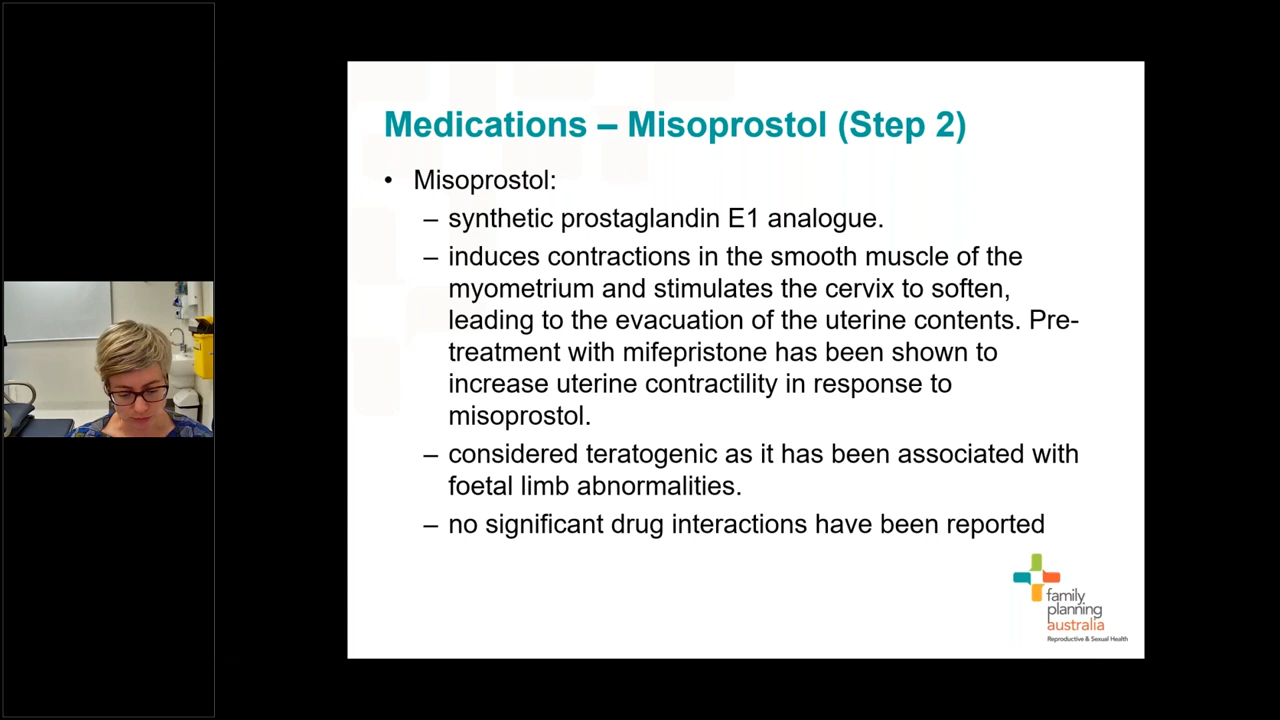 Medications – Misoprostol (Step 2)
• Misoprostol:
– synthetic prostaglandin E1 analogue.
– induces contractions in the smooth muscle of the
myometrium and stimulates the cervix to soften,
leading to the evacuation of the uterine contents. Pre-
treatment with mifepristone has been shown to
increase uterine contractility in response to
misoprostol.
– considered teratogenic as it has been associated with
foetal limb abnormalities.
– no significant drug interactions have been reported
family
planning
australia
Reproductive & Sexual Health